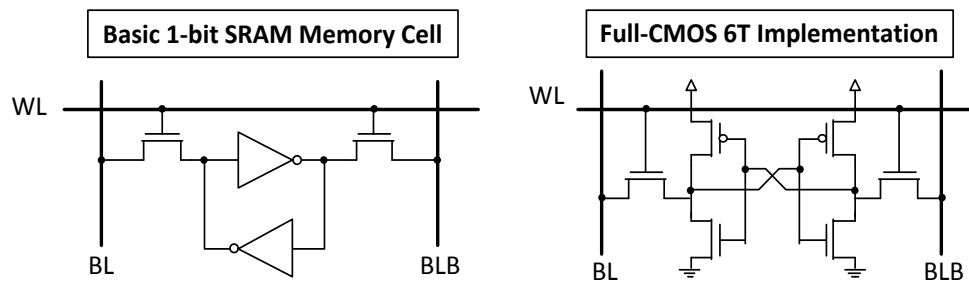 Basic 1-bit SRAM Memory Cell
Full-CMOS 6T Implementation
WL
BL
BLB
WL
BL
BLB